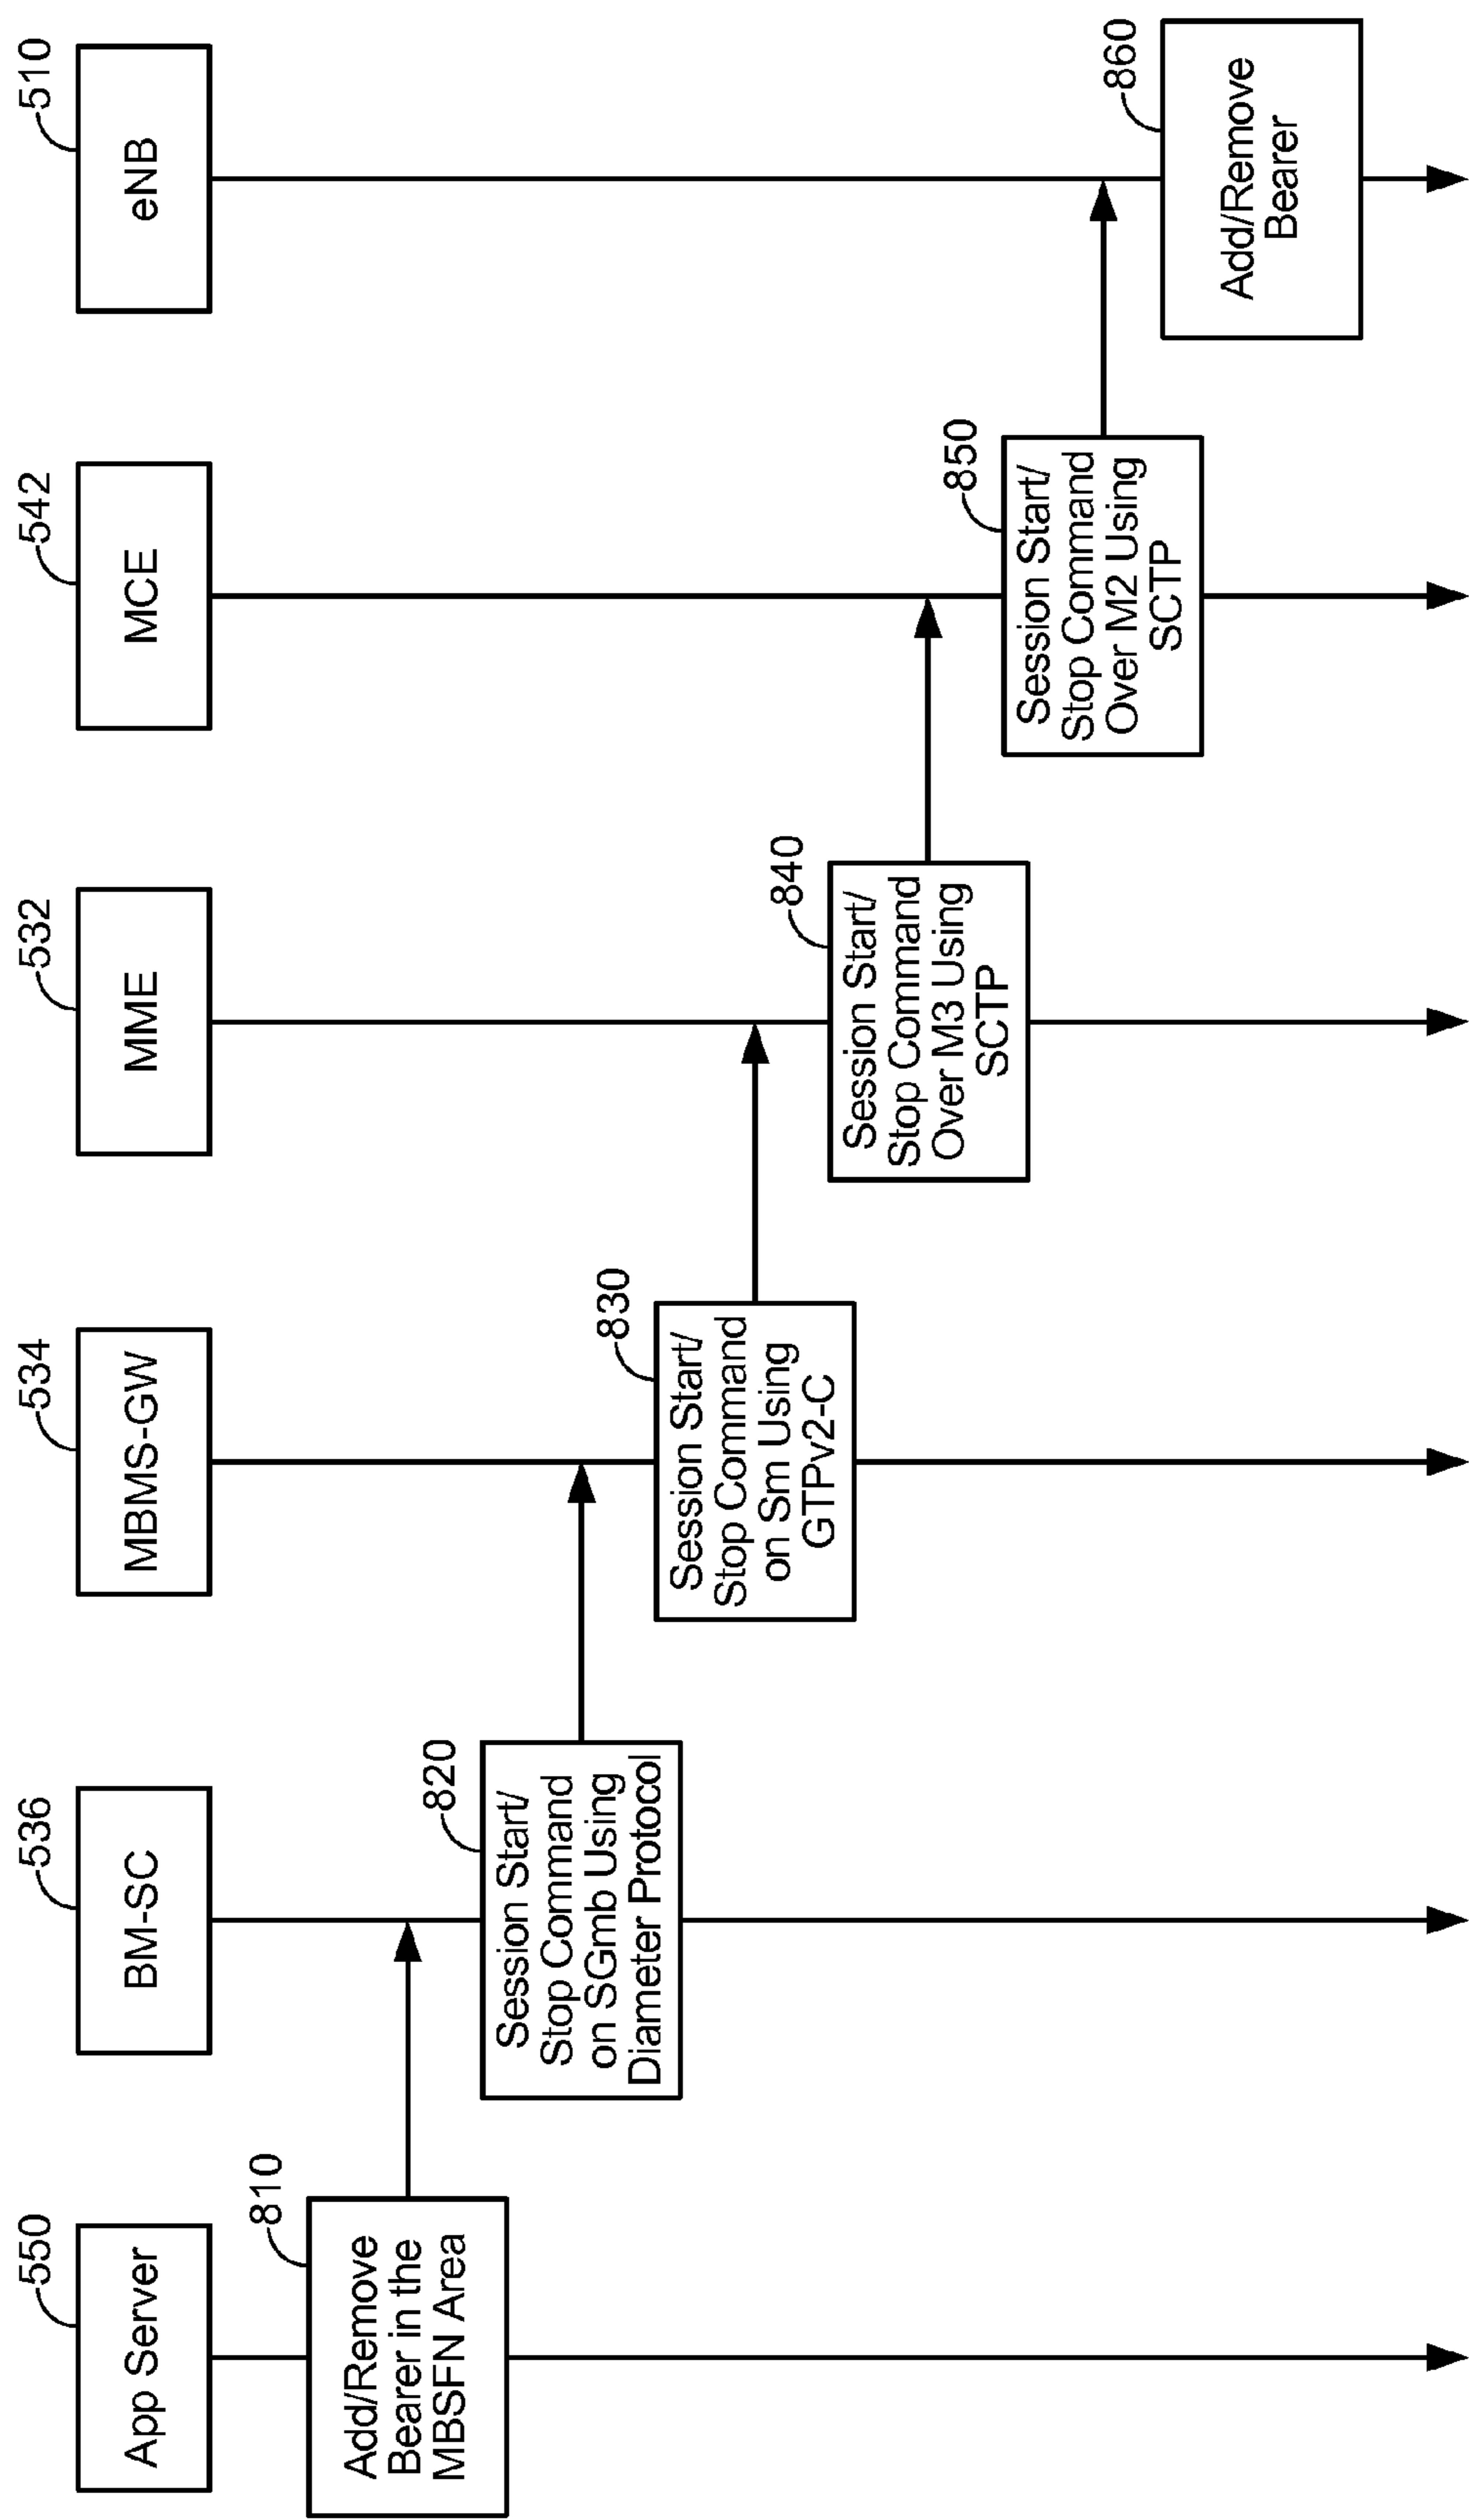 550
App Server
536
BM-SC
534
MBMS-GW
532
MME
542
MCE
510
eNB
810
Add/Remove
Bearer in the
MBSFN Area
820
Session Start/
Stop Command
on SGmb Using
Diameter Protocol
830
Session Start/
Stop Command
on Sm Using
GTPv2-C
840
Session Start/
Stop Command
Over M3 Using
SCTP
850
Session Start/
Stop Command
Over M2 Using
SCTP
860
Add/Remove
Bearer